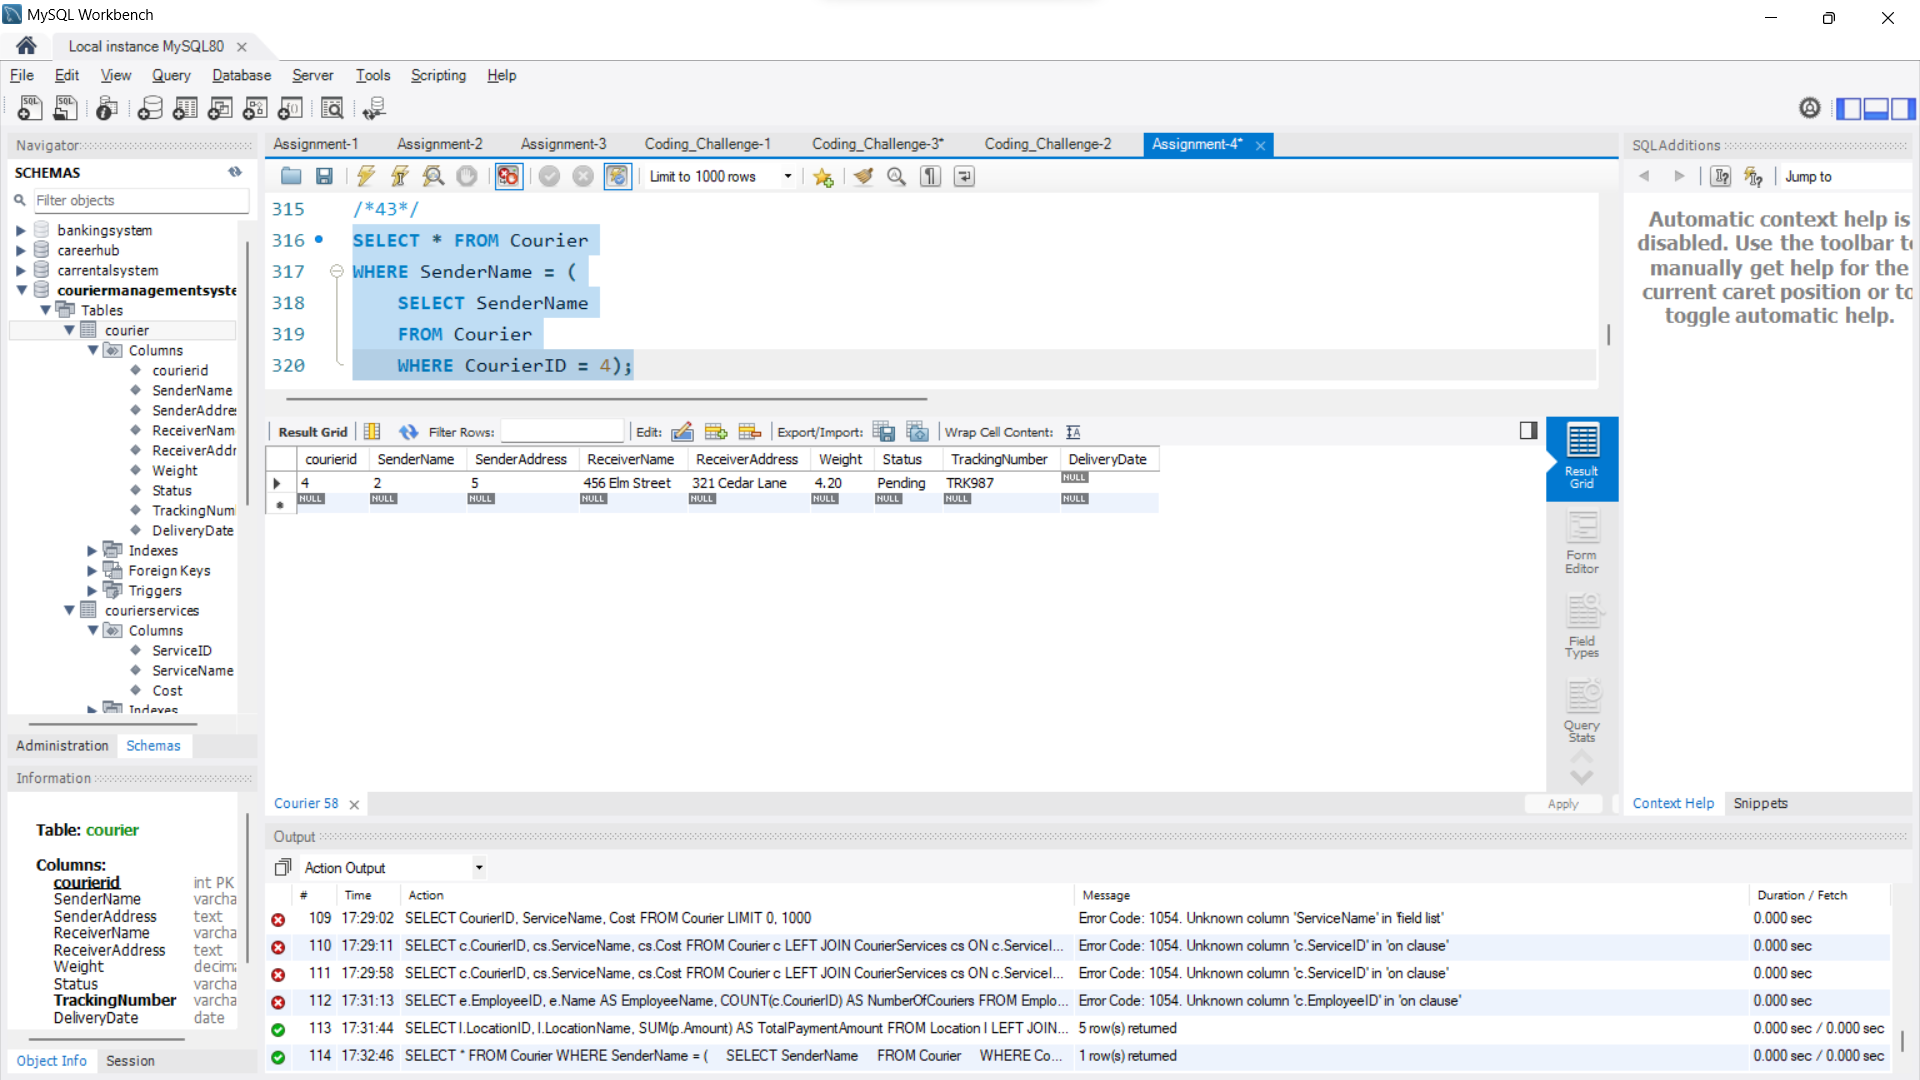 MySQL Workbench
Local instance MySQL80
File Edit View Query Database Server Tools Scripting Help
Navigator
SCHEMAS
Filter objects
bankingsystem
careerhub
carrentalsystem
couriermanagementsyste
Tables
courier
Columns
courierid
SenderName
SenderAddres
ReceiverNam
ReceiverAddr
Weight
Status
TrackingNum
DeliveryDate
Indexes
Foreign Keys
Triggers
courierservices
Columns
ServiceID
ServiceName
Cost
Indexes
Administration Schemas
Information
Table: courier
Columns:
courierid int PK
SenderName varcha
SenderAddress text
ReceiverName varcha
ReceiverAddress text
Weight decim
Status varcha
TrackingNumber varcha
DeliveryDate date
Object Info Session
Assignment-1 Assignment-2 Assignment-3 Coding_Challenge-1 Coding_Challenge-3* Coding_Challenge-2 Assignment-4*
Limit to 1000 rows
315 /*43*/
316 SELECT * FROM Courier
317 WHERE SenderName = (
318 SELECT SenderName
319 FROM Courier
320 WHERE CourierID = 4);
Result Grid Filter Rows: Edit: Export/Import: Wrap Cell Content:
courierid SenderName SenderAddress ReceiverName ReceiverAddress Weight Status TrackingNumber DeliveryDate
4 2 5 456 Elm Street 321 Cedar Lane 4.20 Pending TRK987 NULL
NULL NULL NULL NULL NULL NULL NULL NULL NULL
Result Grid
Form Editor
Field Types
Query Stats
Courier 58
Apply
SQLAdditions
Jump to
Automatic context help is
disabled. Use the toolbar to
manually get help for the
current caret position or to
toggle automatic help.
Context Help Snippets
Output
Action Output
# Time Action Message Duration / Fetch
109 17:29:02 SELECT CourierID, ServiceName, Cost FROM Courier LIMIT 0, 1000 Error Code: 1054. Unknown column 'ServiceName' in 'field list' 0.000 sec
110 17:29:11 SELECT c.CourierID, cs.ServiceName, cs.Cost FROM Courier c LEFT JOIN CourierServices cs ON c.ServiceI... Error Code: 1054. Unknown column 'c.ServiceID' in 'on clause' 0.000 sec
111 17:29:58 SELECT c.CourierID, cs.ServiceName, cs.Cost FROM Courier c LEFT JOIN CourierServices cs ON c.ServiceI... Error Code: 1054. Unknown column 'c.ServiceID' in 'on clause' 0.000 sec
112 17:31:13 SELECT e.EmployeeID, e.Name AS EmployeeName, COUNT(c.CourierID) AS NumberOfCouriers FROM Emplo... Error Code: 1054. Unknown column 'c.EmployeeID' in 'on clause' 0.000 sec
113 17:31:44 SELECT l.LocationID, l.LocationName, SUM(p.Amount) AS TotalPaymentAmount FROM Location l LEFT JOIN... 5 row(s) returned 0.000 sec / 0.000 sec
114 17:32:46 SELECT * FROM Courier WHERE SenderName = ( SELECT SenderName FROM Courier WHERE Co... 1 row(s) returned 0.000 sec / 0.000 sec